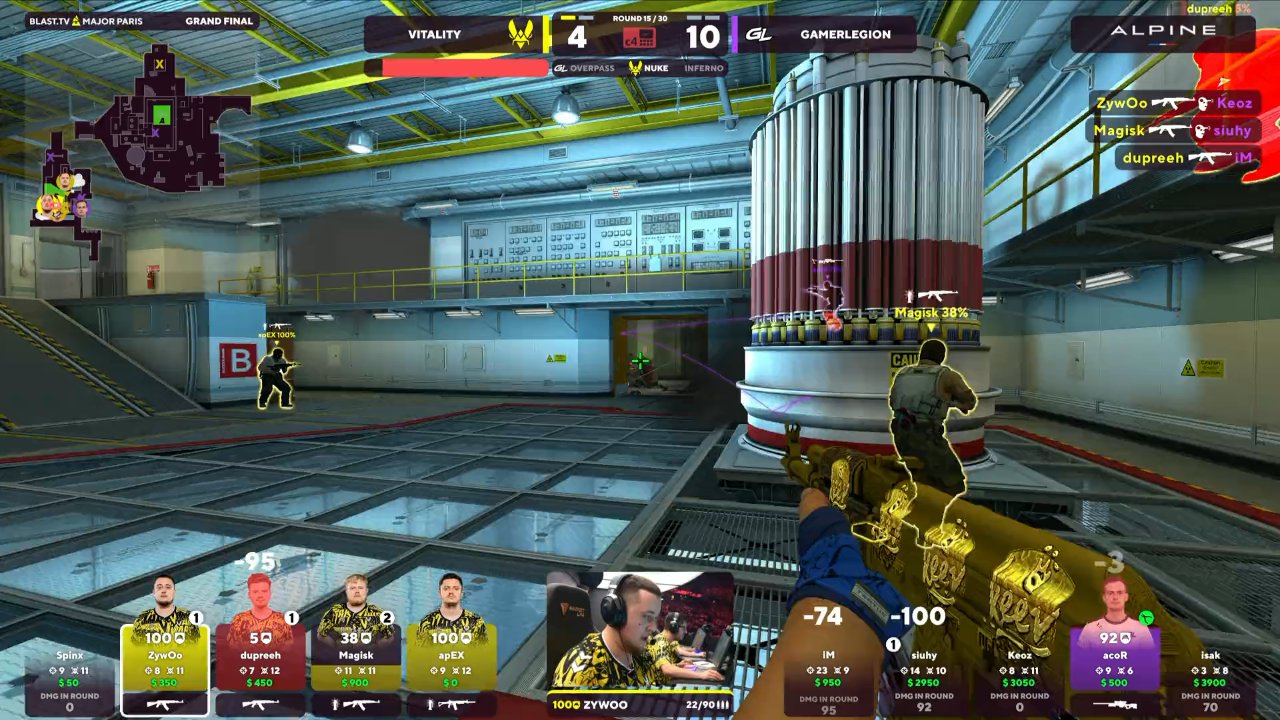 BLAST.TV MAJOR PARIS GRAND FINAL
VITALITY 4 ROUND 15 / 30 10 GL GAMERLEGION
C4
GL OVERPASS NUKE INFERNO
dupreeh 5%
ALPINE
ZywOo Keoz
Magisk siuhy
dupreeh iM
Magisk 38%
apEX 100%
B
CAU
-95
-3
-74
-100
1
1
2
1
100
5
38
100
92
Spinx
ZywOo
dupreeh
Magisk
apEX
iM
siuhy
Keoz
acoR
isak
9 11
8 11
7 12
11 11
9 12
23 9
14 10
8 11
9 6
3 8
$50
$350
$450
$900
$0
$950
$2950
$3050
$500
$3900
DMG IN ROUND
0
100 ZYWOO 22/90
DMG IN ROUND
95
DMG IN ROUND
92
DMG IN ROUND
0
DMG IN ROUND
70